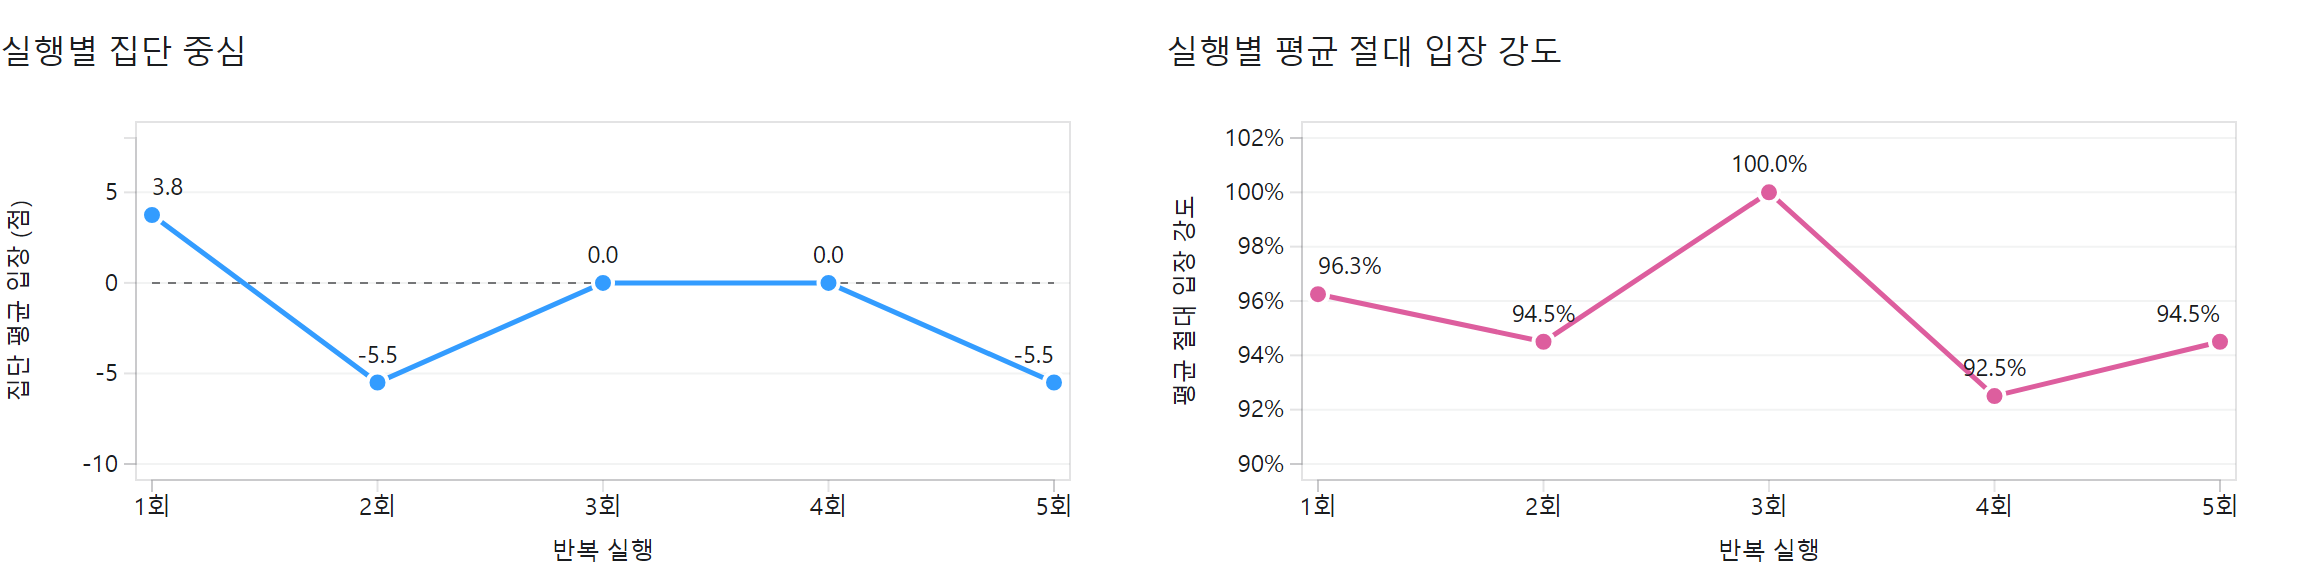 실행별 집단 중심
집단 평균 입장 (점)
5
0
-5
-10
3.8
-5.5
0.0
0.0
-5.5
1회
2회
3회
4회
5회
반복 실행
실행별 평균 절대 입장 강도
평균 절대 입장 강도
102%
100%
98%
96%
94%
92%
90%
96.3%
94.5%
100.0%
92.5%
94.5%
1회
2회
3회
4회
5회
반복 실행